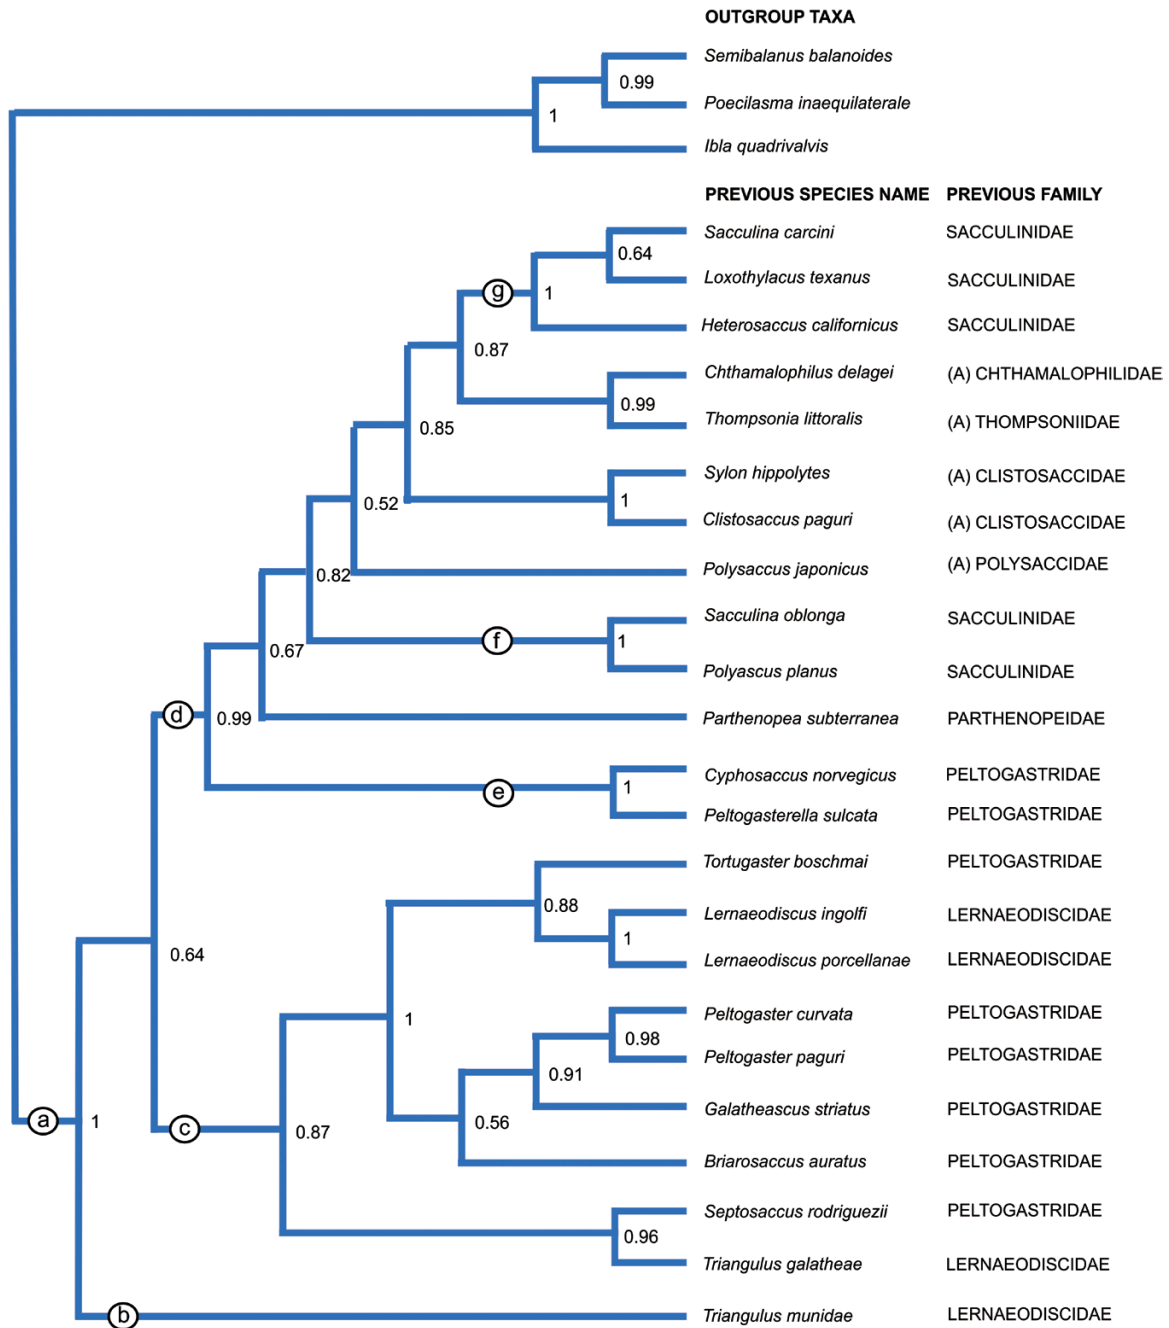 OUTGROUP TAXA
Semibalanus balanoides
0.99
Poecilasma inaequilaterale
1
Ibla quadrivalvis
PREVIOUS SPECIES NAME PREVIOUS FAMILY
Sacculina carcini SACCULINIDAE
0.64
Loxothylacus texanus SACCULINIDAE
g 1
Heterosaccus californicus SACCULINIDAE
0.87
Chthamalophilus delagei (A) CHTHAMALOPHILIDAE
0.99
Thompsonia littoralis (A) THOMPSONIIDAE
0.85
Sylon hippolytes (A) CLISTOSACCIDAE
1
0.52
Clistosaccus paguri (A) CLISTOSACCIDAE
Polysaccus japonicus (A) POLYSACCIDAE
0.82
Sacculina oblonga SACCULINIDAE
f 1
0.67
Polyascus planus SACCULINIDAE
d 0.99
Parthenopea subterranea PARTHENOPEIDAE
Cyphosaccus norvegicus PELTOGASTRIDAE
e 1
Peltogasterella sulcata PELTOGASTRIDAE
Tortugaster boschmai PELTOGASTRIDAE
0.88
Lernaeodiscus ingolfi LERNAEODISCIDAE
1
0.64
Lernaeodiscus porcellanae LERNAEODISCIDAE
Peltogaster curvata PELTOGASTRIDAE
1
0.98
Peltogaster paguri PELTOGASTRIDAE
0.91
Galatheascus striatus PELTOGASTRIDAE
a 1
0.56
c 0.87
Briarosaccus auratus PELTOGASTRIDAE
Septosaccus rodriguezii PELTOGASTRIDAE
0.96
Triangulus galatheae LERNAEODISCIDAE
b
Triangulus munidae LERNAEODISCIDAE